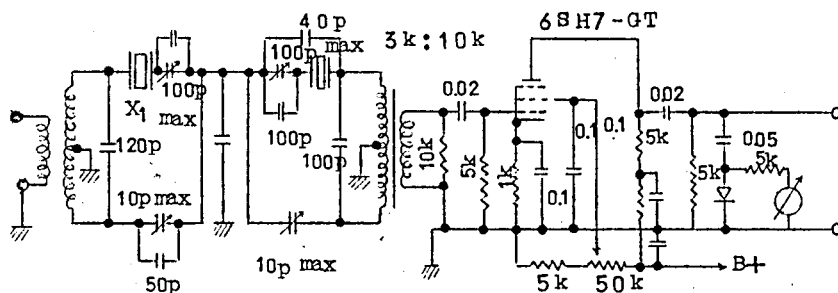 6SH7-GT
40p
max
3k:10k
100p
100p
max
X1
120p
10p max
50p
100p
100p
10p max
10k
0.02
5k
1k
0.1
0.1
0.1
5k
0.02
5k
0.05
5k
5k
50k
B+